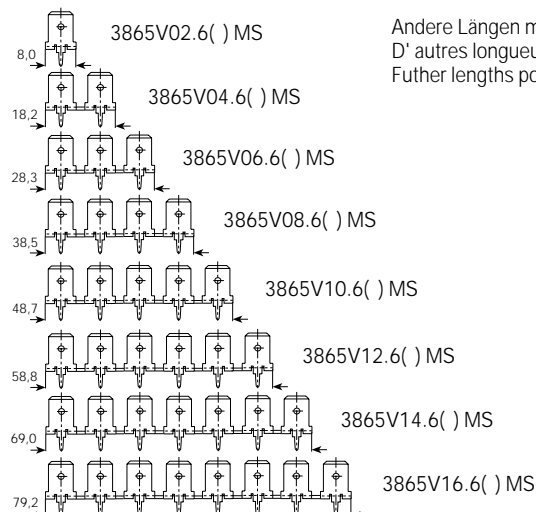 3865V02.6( ) MS
8,0
Andere Längen
D' autres
Futher lengths
3865V04.6( ) MS
18,2
3865V06.6( ) MS
28,3
3865V08.6( ) MS
38,5
3865V10.6( ) MS
48,7
3865V12.6( ) MS
58,8
3865V14.6( ) MS
69,0
3865V16.6( ) MS
79,2